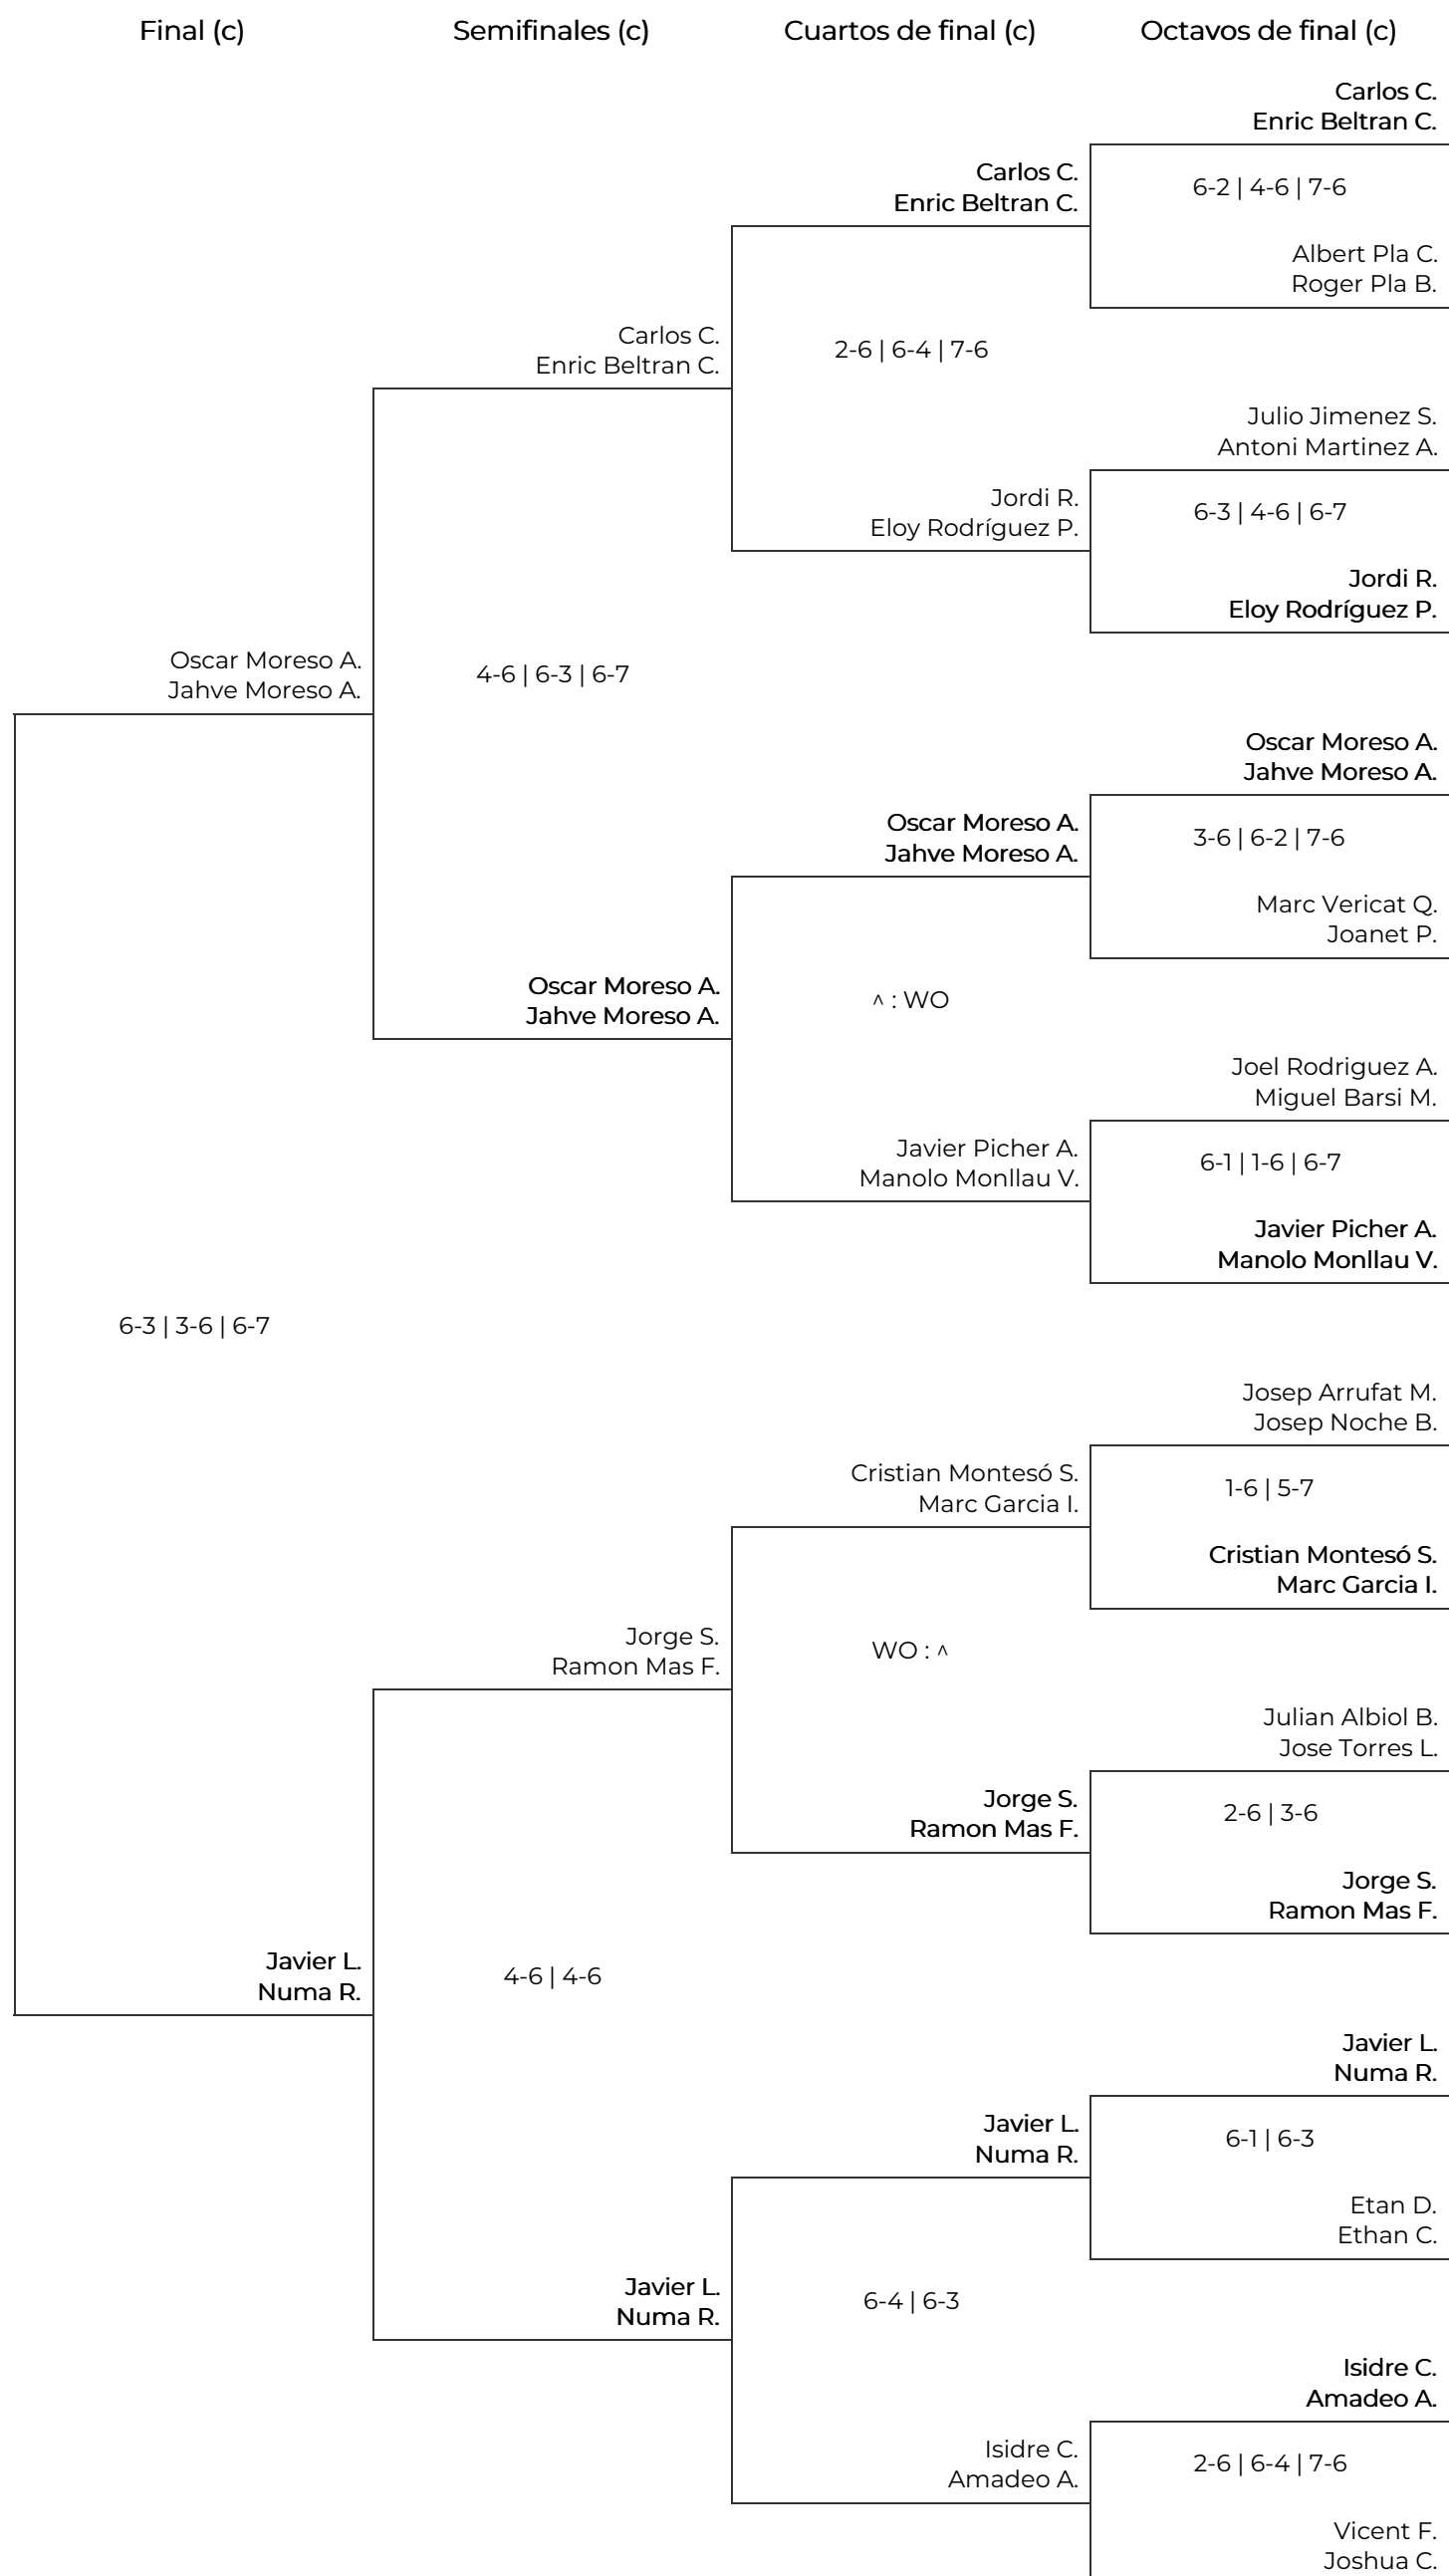 Final (c)
Semifinales (c)
Cuartos de final (c)
Octavos de final (c)
Carlos C.
Enric Beltran C.
Carlos C.
Enric Beltran C.
6-2 | 4-6 | 7-6
Albert Pla C.
Roger Pla B.
Carlos C.
Enric Beltran C.
2-6 | 6-4 | 7-6
Julio Jimenez S.
Antoni Martinez A.
Jordi R.
Eloy Rodríguez P.
6-3 | 4-6 | 6-7
Jordi R.
Eloy Rodríguez P.
Oscar Moreso A.
Jahve Moreso A.
4-6 | 6-3 | 6-7
Oscar Moreso A.
Jahve Moreso A.
Oscar Moreso A.
Jahve Moreso A.
3-6 | 6-2 | 7-6
Marc Vericat Q.
Joanet P.
Oscar Moreso A.
Jahve Moreso A.
^ : WO
Joel Rodriguez A.
Miguel Barsi M.
Javier Picher A.
Manolo Monllau V.
6-1 | 1-6 | 6-7
Javier Picher A.
Manolo Monllau V.
6-3 | 3-6 | 6-7
Josep Arrufat M.
Josep Noche B.
Cristian Montesó S.
Marc Garcia I.
1-6 | 5-7
Cristian Montesó S.
Marc Garcia I.
Jorge S.
Ramon Mas F.
WO : ^
Julian Albiol B.
Jose Torres L.
Jorge S.
Ramon Mas F.
2-6 | 3-6
Jorge S.
Ramon Mas F.
Javier L.
Numa R.
4-6 | 4-6
Javier L.
Numa R.
Javier L.
Numa R.
6-1 | 6-3
Etan D.
Ethan C.
Javier L.
Numa R.
6-4 | 6-3
Isidre C.
Amadeo A.
Isidre C.
Amadeo A.
2-6 | 6-4 | 7-6
Vicent F.
Joshua C.